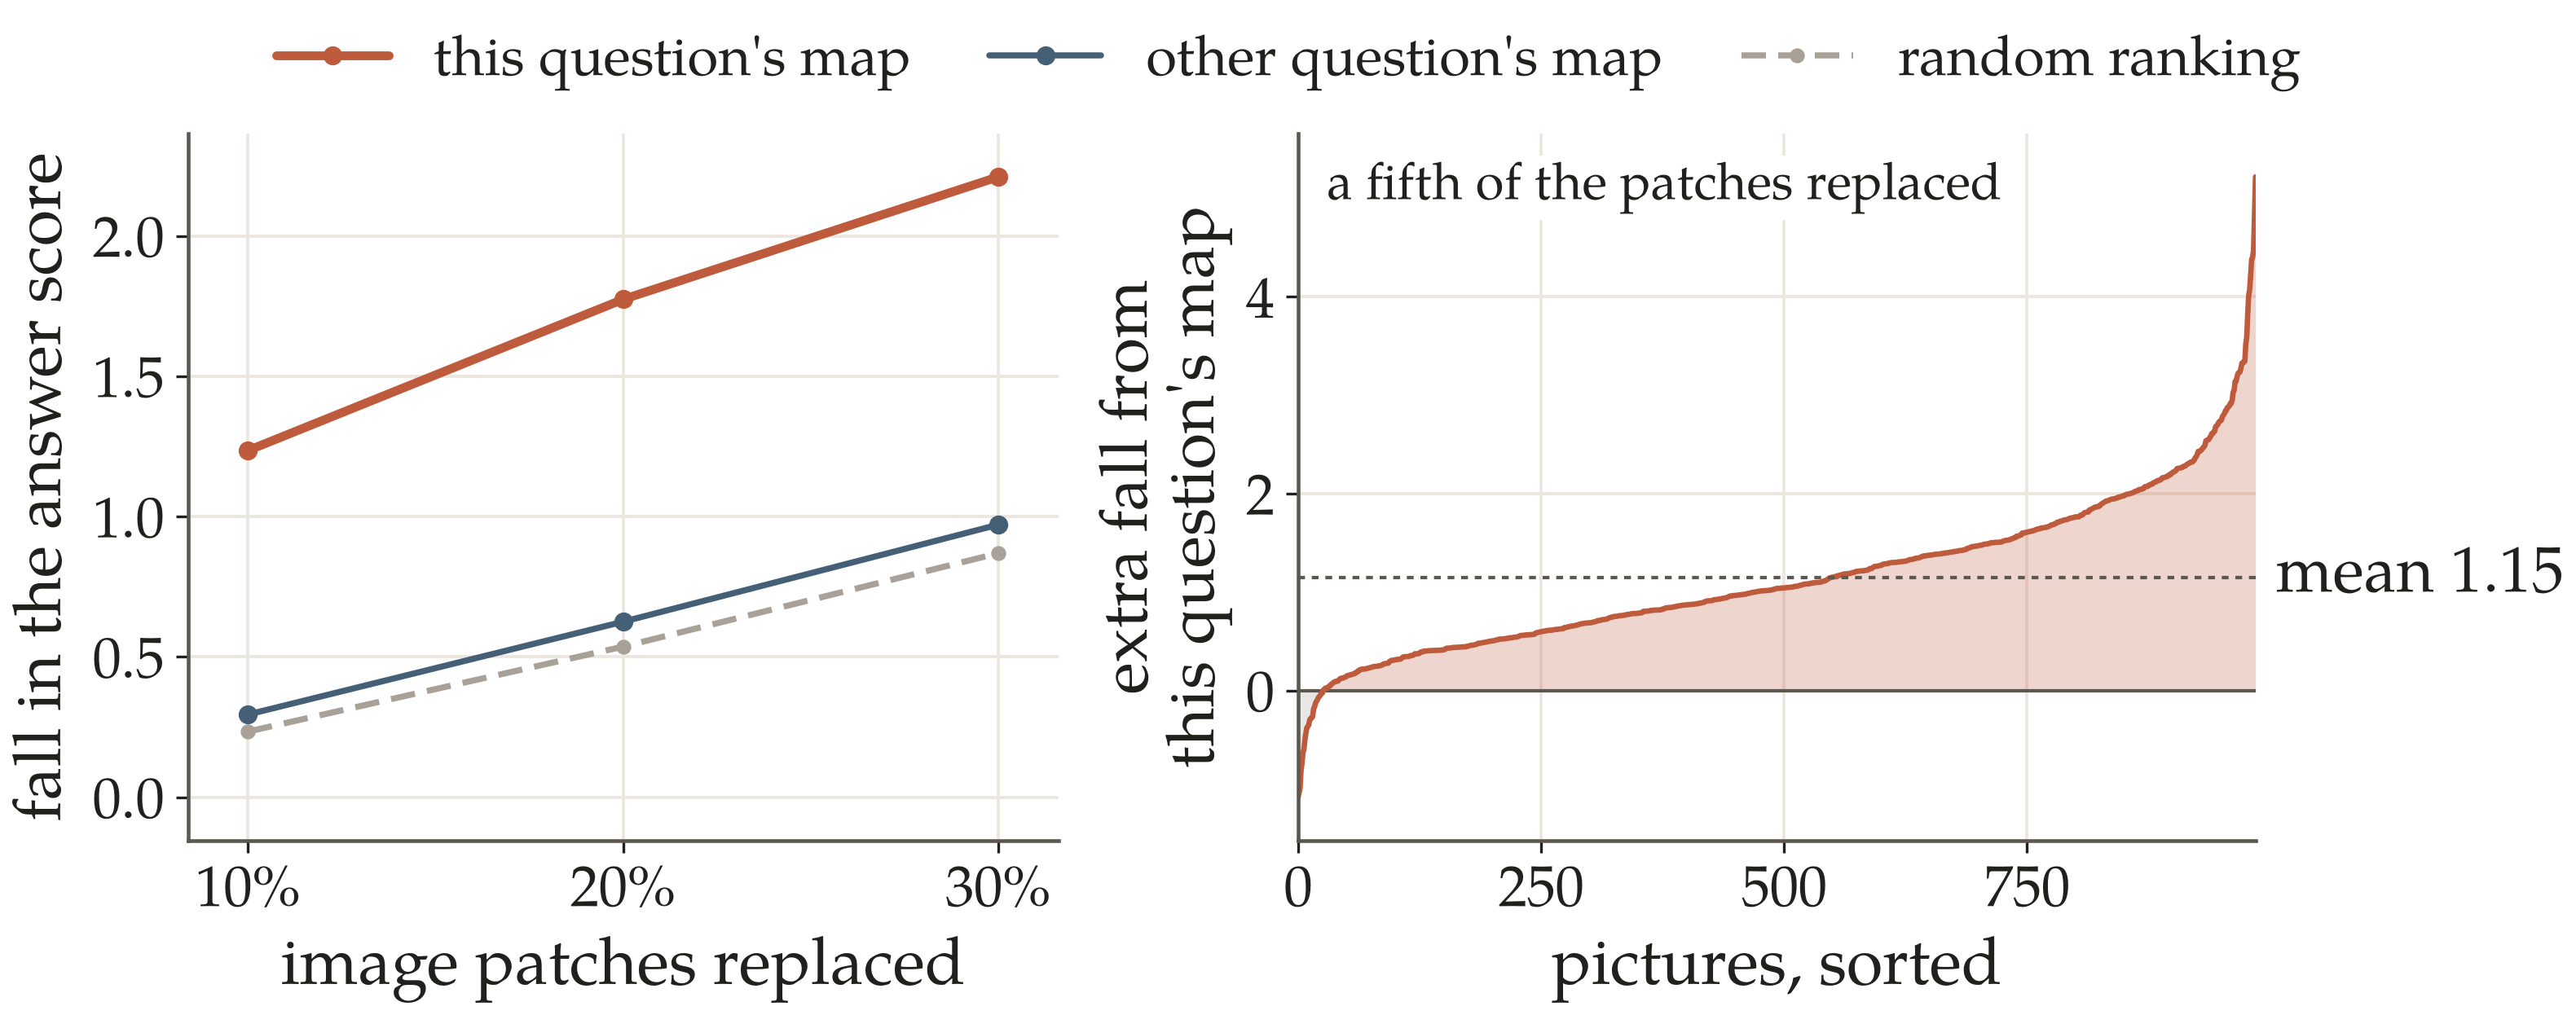 this question's map
other question's map
random ranking
fall in the answer score
2.0
1.5
1.0
0.5
0.0
10%
20%
30%
image patches replaced
a fifth of the patches replaced
extra fall from
this question's map
4
2
0
mean 1.15
0
250
500
750
pictures, sorted